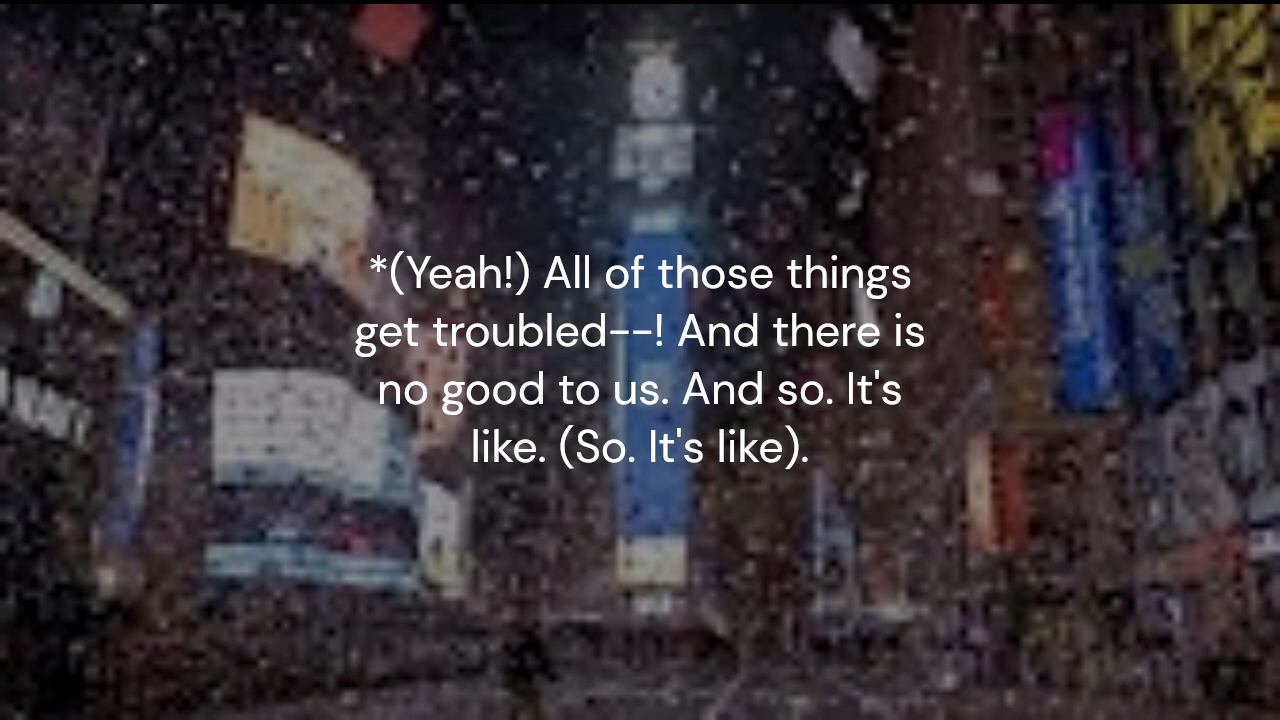 *(Yeah!) All of those things
get troubled--! And there is
no good to us. And so. It's
like. (So. It's like).